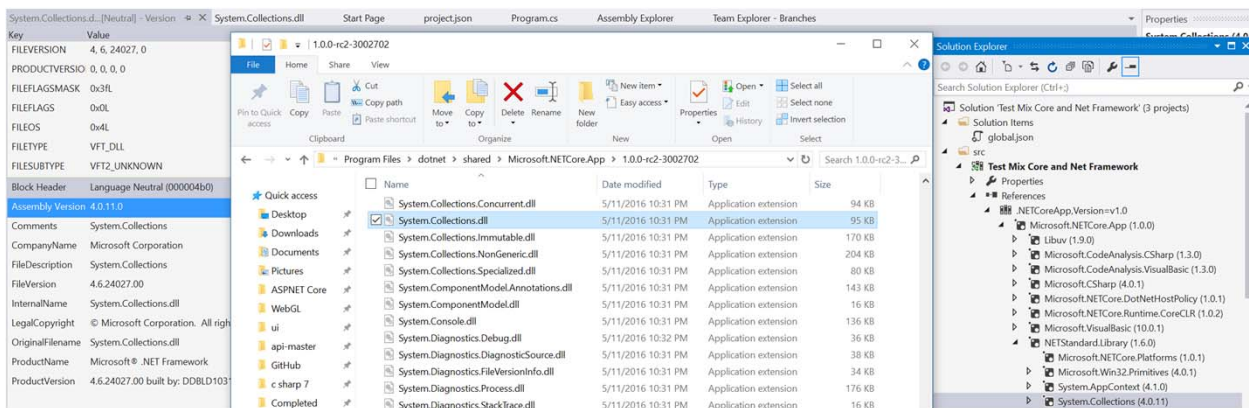 System.Collections.d...[Neutral] - Version
System.Collections.dll
Start Page
project.json
Program.cs
Assembly Explorer
Team Explorer - Branches
Key Value
FILEVERSION 4, 6, 24027, 0
PRODUCTVERSIO 0, 0, 0, 0
FILEFLAGSMASK 0x3fL
FILEFLAGS 0x0L
FILEOS 0x4L
FILETYPE VFT_DLL
FILESUBTYPE VFT2_UNKNOWN
Block Header Language Neutral (000004b0)
Assembly Version 4.0.11.0
Comments System.Collections
CompanyName Microsoft Corporation
FileDescription System.Collections
FileVersion 4.6.24027.00
InternalName System.Collections.dll
LegalCopyright © Microsoft Corporation. All righ
OriginalFilename System.Collections.dll
ProductName Microsoft® .NET Framework
ProductVersion 4.6.24027.00 built by: DDBLD103
1.0.0-rc2-3002702
File Home Share View
Pin to Quick access
Copy
Paste
Cut
Copy path
Paste shortcut
Clipboard
Move to
Copy to
Delete
Rename
Organize
New folder
New item
Easy access
New
Properties
Open
Edit
History
Open
Select all
Select none
Invert selection
Select
« Program Files > dotnet > shared > Microsoft.NETCore.App > 1.0.0-rc2-3002702
Search 1.0.0-rc2-3...
Quick access
Desktop
Downloads
Documents
Pictures
ASPNET Core
WebGL
ui
api-master
GitHub
c sharp 7
Completed
Name Date modified Type Size
System.Collections.Concurrent.dll 5/11/2016 10:31 PM Application extension 94 KB
System.Collections.dll 5/11/2016 10:31 PM Application extension 95 KB
System.Collections.Immutable.dll 5/11/2016 10:31 PM Application extension 170 KB
System.Collections.NonGeneric.dll 5/11/2016 10:31 PM Application extension 204 KB
System.Collections.Specialized.dll 5/11/2016 10:31 PM Application extension 80 KB
System.ComponentModel.Annotations.dll 5/11/2016 10:31 PM Application extension 143 KB
System.ComponentModel.dll 5/11/2016 10:31 PM Application extension 16 KB
System.Console.dll 5/11/2016 10:31 PM Application extension 136 KB
System.Diagnostics.Debug.dll 5/11/2016 10:32 PM Application extension 36 KB
System.Diagnostics.DiagnosticSource.dll 5/11/2016 10:31 PM Application extension 38 KB
System.Diagnostics.FileVersionInfo.dll 5/11/2016 10:31 PM Application extension 34 KB
System.Diagnostics.Process.dll 5/11/2016 10:31 PM Application extension 176 KB
System.Diagnostics.StackTrace.dll 5/11/2016 10:31 PM Application extension 16 KB
Properties
Solution Explorer
Search Solution Explorer (Ctrl+;)
Solution 'Test Mix Core and Net Framework' (3 projects)
Solution Items
global.json
src
Test Mix Core and Net Framework
Properties
References
.NETCoreApp,Version=v1.0
Microsoft.NETCore.App (1.0.0)
Libuv (1.9.0)
Microsoft.CodeAnalysis.CSharp (1.3.0)
Microsoft.CodeAnalysis.VisualBasic (1.3.0)
Microsoft.CSharp (4.0.1)
Microsoft.NETCore.DotNetHostPolicy (1.0.1)
Microsoft.NETCore.Runtime.CoreCLR (1.0.2)
Microsoft.VisualBasic (10.0.1)
NETStandard.Library (1.6.0)
Microsoft.NETCore.Platforms (1.0.1)
Microsoft.Win32.Primitives (4.0.1)
System.AppContext (4.1.0)
System.Collections (4.0.11)